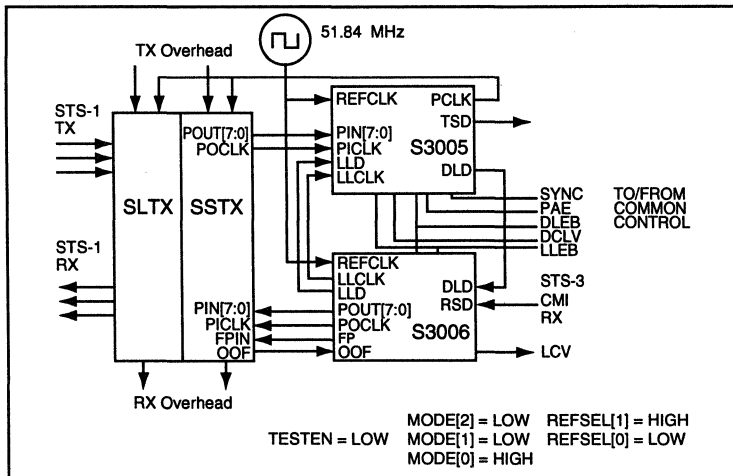 51.84 MHz
TX Overhead
STS-1
TX
REFCLK
PCLK
TSD
POUT[7:0]
POCLK
PIN[7:0]
PICLK
LLD
LLCLK
S3005
DLD
SLTX
SSTX
SYNC
PAE
DLEB
DCLV
LLEB
TO/FROM
COMMON
CONTROL
STS-1
RX
REFCLK
LLCLK
LLD
POUT[7:0]
POCLK
FP
OOF
DLD
RSD
S3006
STS-3
CMI
RX
LCV
PIN[7:0]
PICLK
FPIN
OOF
RX Overhead
TESTEN = LOW
MODE[2] = LOW REFSEL[1] = HIGH
MODE[1] = LOW REFSEL[0] = LOW
MODE[0] = HIGH